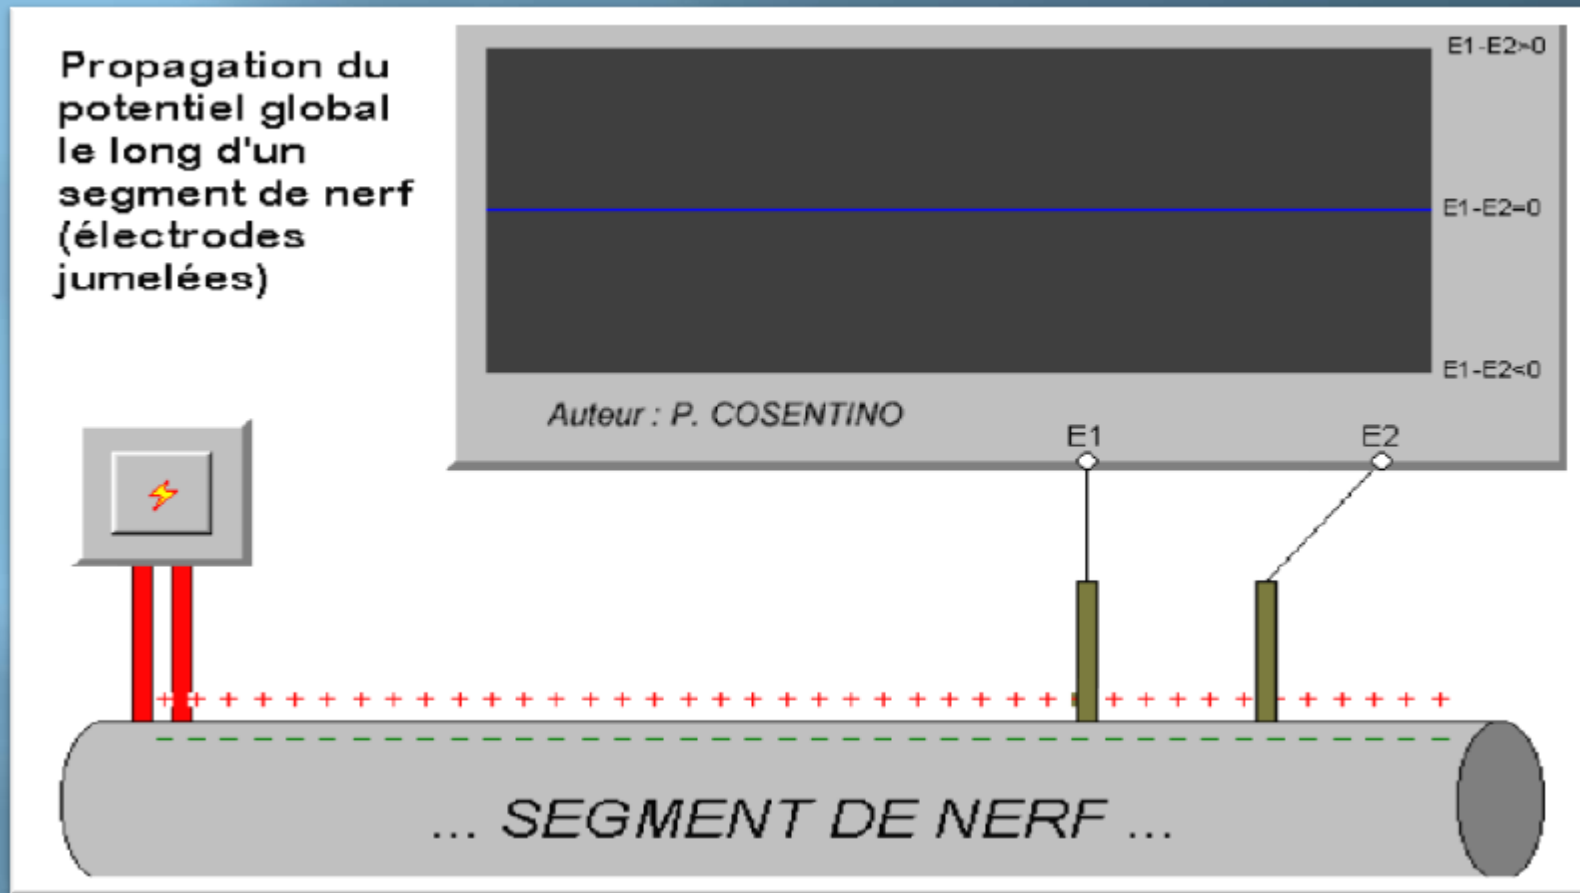 Propagation du
potentiel global
le long d'un
segment de nerf
(électrodes
jumelées)
E1-E2>0
E1-E2=0
E1-E2<0
Auteur : P. COSENTINO
E1
E2
... SEGMENT DE NERF ...